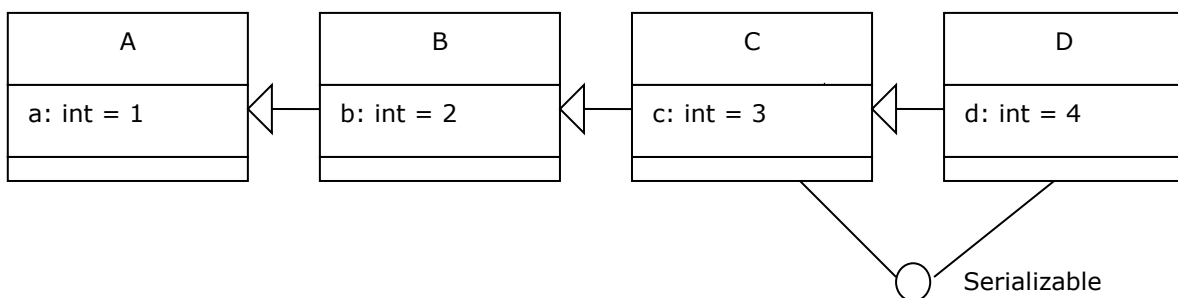 A
a: int = 1
B
b: int = 2
C
c: int = 3
D
d: int = 4
Serializable